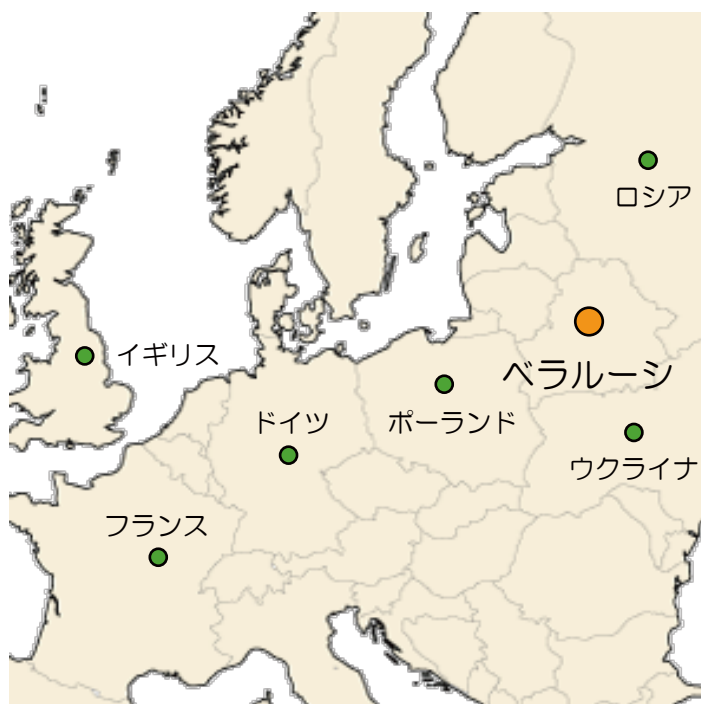 ロシア
イギリス
ベラルーシ
ドイツ
ポーランド
ウクライナ
フランス